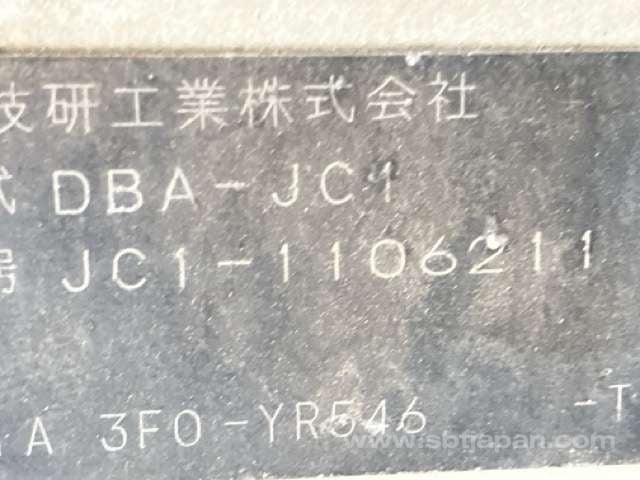 技研工業株式会社
式 DBA-JC1
号 JC1-1106211
A 3F0-YR546 -T
www.sbtjapan.com